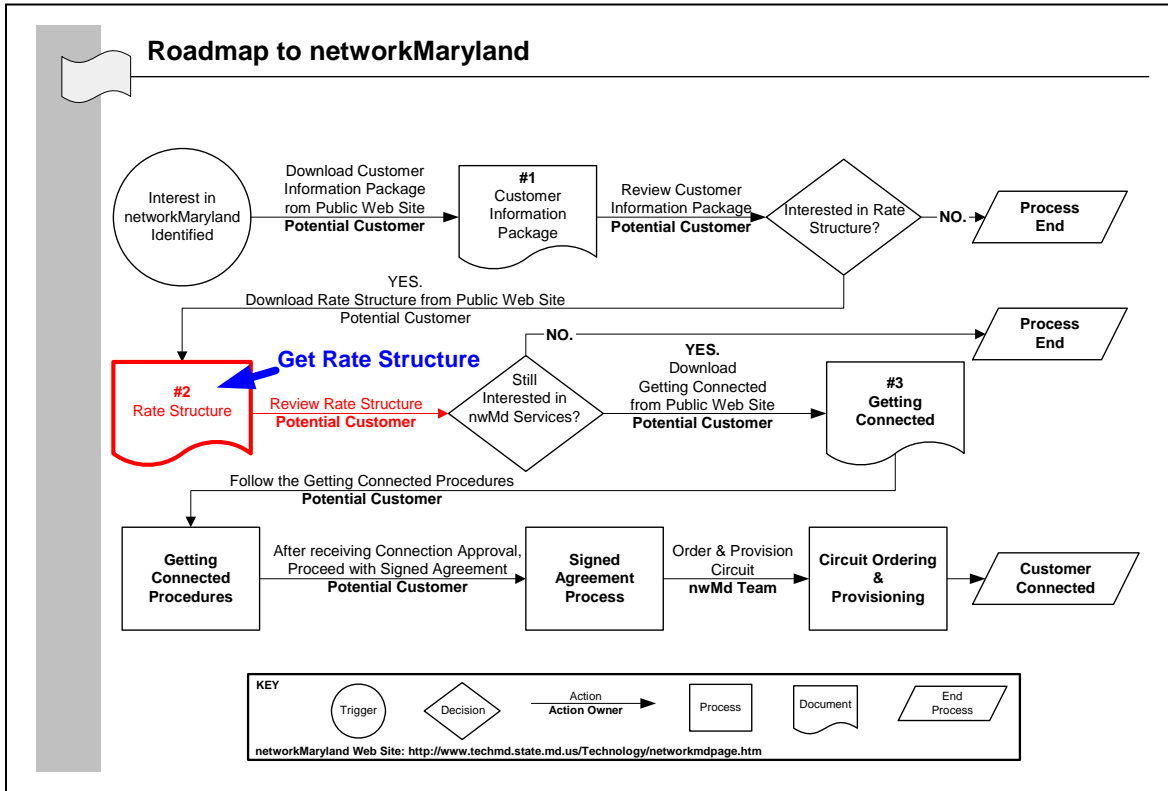 Roadmap to networkMaryland
Interest in
networkMaryland
Identified
Download Customer
Information Package
rom Public Web Site
Potential Customer
#1
Customer
Information
Package
Review Customer
Information Package
Potential Customer
Interested in Rate
Structure?
NO.
Process
End
YES.
Download Rate Structure from Public Web Site
Potential Customer
Get Rate Structure
#2
Rate Structure
Review Rate Structure
Potential Customer
Still
Interested in
nwMd Services?
NO.
Process
End
YES.
Download
Getting Connected
from Public Web Site
Potential Customer
#3
Getting
Connected
Follow the Getting Connected Procedures
Potential Customer
Getting
Connected
Procedures
After receiving Connection Approval,
Proceed with Signed Agreement
Potential Customer
Signed
Agreement
Process
Order & Provision
Circuit
nwMd Team
Circuit Ordering
&
Provisioning
Customer
Connected
KEY
Trigger
Decision
Action
Action Owner
Process
Document
End
Process
networkMaryland Web Site: http://www.techmd.state.md.us/Technology/networkmdpage.htm